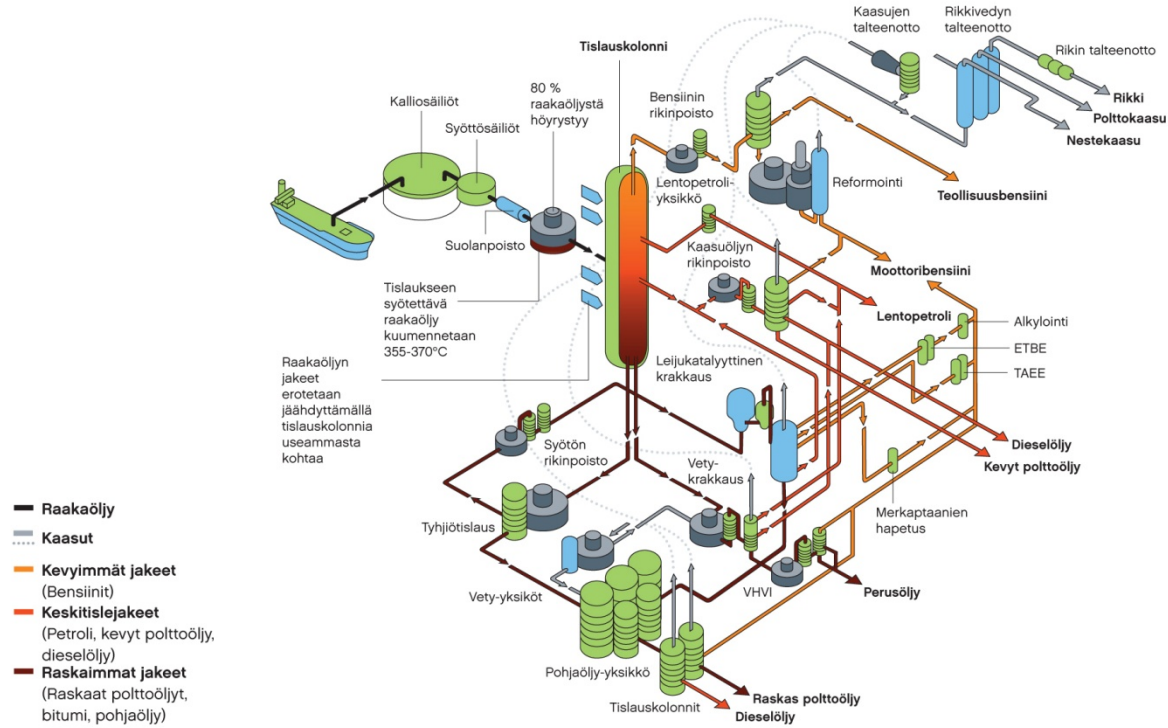 Kaasujen
talteenotto
Rikkivedyn
talteenotto
Rikin talteenotto
Tislauskolonni
80 %
raakaöljystä
höyrystyy
Bensiinin
rikinpoisto
Kalliosäiliöt
Syöttösäiliöt
Rikki
Polttokaasu
Nestekaasu
Lentopetroli-
yksikkö
Reformointi
Teollisuusbensiini
Suolanpoisto
Kaasuöljyn
rikinpoisto
Moottoribensiini
Tislaukseen
syötettävä
raakaöljy
kuumennetaan
355-370°C
Lentopetroli
Alkylointi
ETBE
TAEE
Raakaöljyn
jakeet
erotetaan
jäähdyttämällä
tislauskolonnia
useammasta
kohtaa
Leijukatalyyttinen
krakkaus
Dieselöljy
Kevyt polttoöljy
Syötön
rikinpoisto
Vety-
krakkaus
Merkaptaanien
hapetus
Tyhjiötislaus
Vety-yksiköt
VHVI
Perusöljy
Pohjaöljy-yksikkö
Tislauskolonnit
Raskas polttoöljy
Dieselöljy
Raakaöljy
Kaasut
Kevyimmät jakeet
(Bensiinit)
Keskitislejakeet
(Petroli, kevyt polttoöljy,
dieselöljy)
Raskaimmat jakeet
(Raskaat polttoöljyt,
bitumi, pohjaöljy)